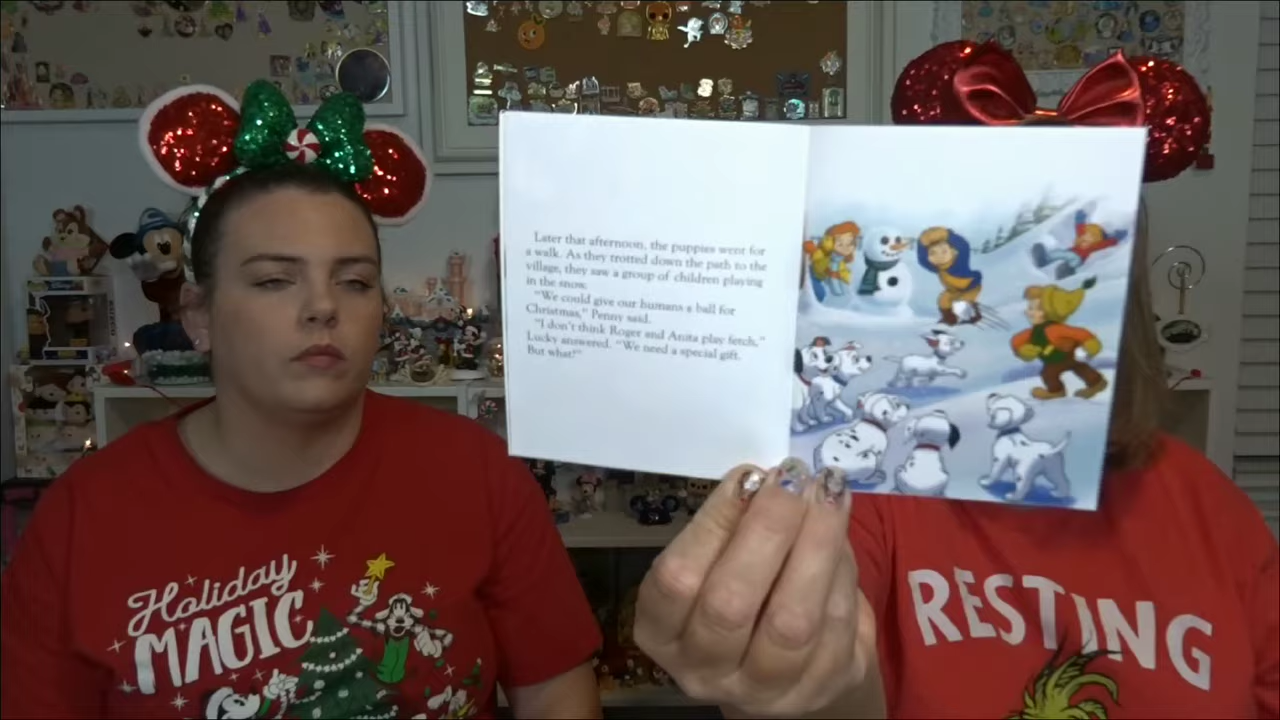 Later that afternoon, the puppies went for
a walk. As they trotted down the path to the
village, they saw a group of children playing
in the snow.
"We could give our humans a ball for
Christmas," Penny said.
"I don't think Roger and Anita play fetch,"
Lucky answered. "We need a special gift.
But what?"
Holiday
MAGIC
RESTING